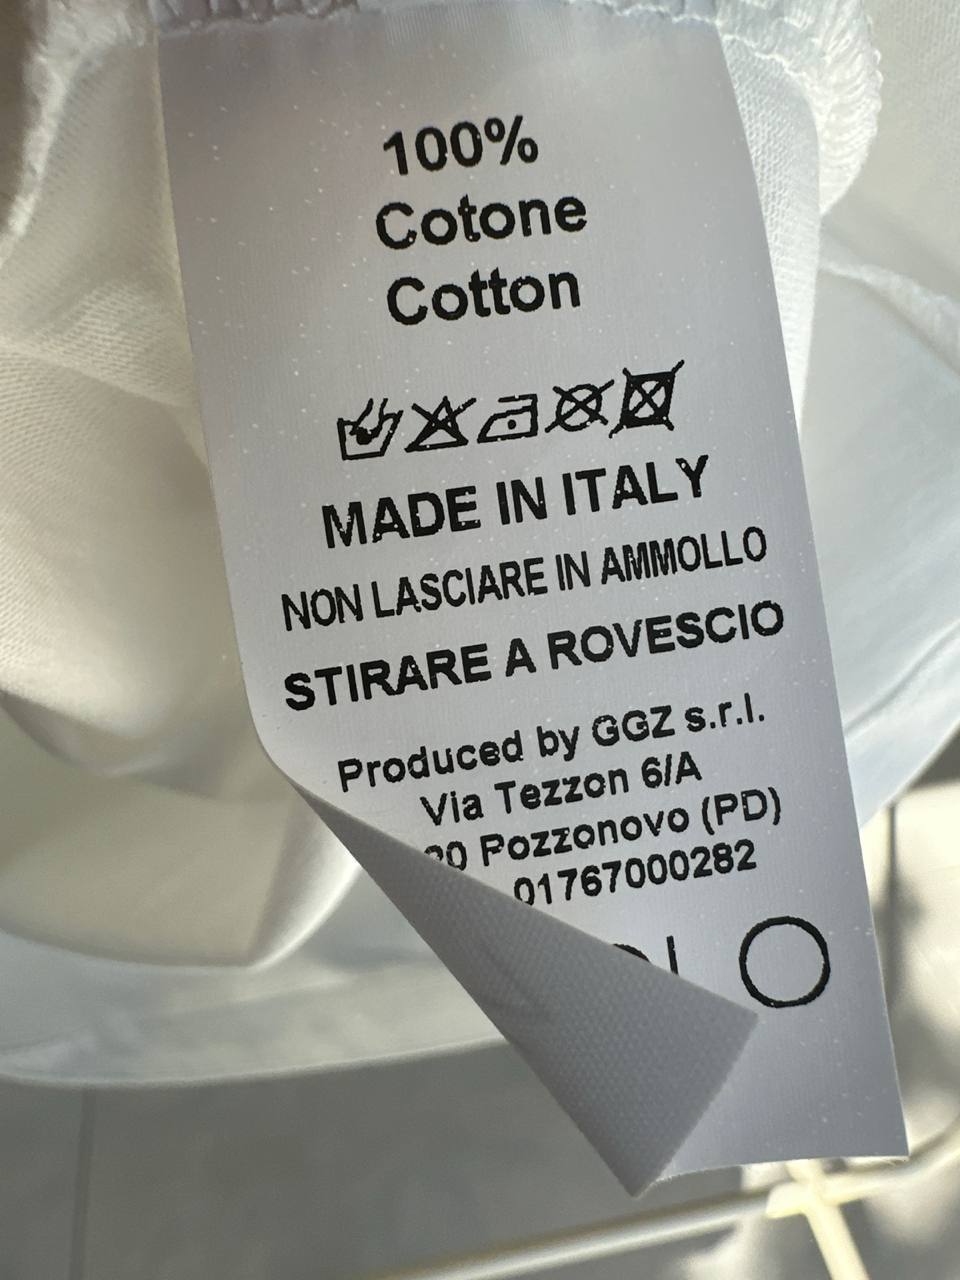 100%
Cotone
Cotton
MADE IN ITALY
NON LASCIARE IN AMMOLLO
STIRARE A ROVESCIO
Produced by GGZ s.r.l.
Via Tezzon 6/A
Pozzonovo (PD)
01767000282